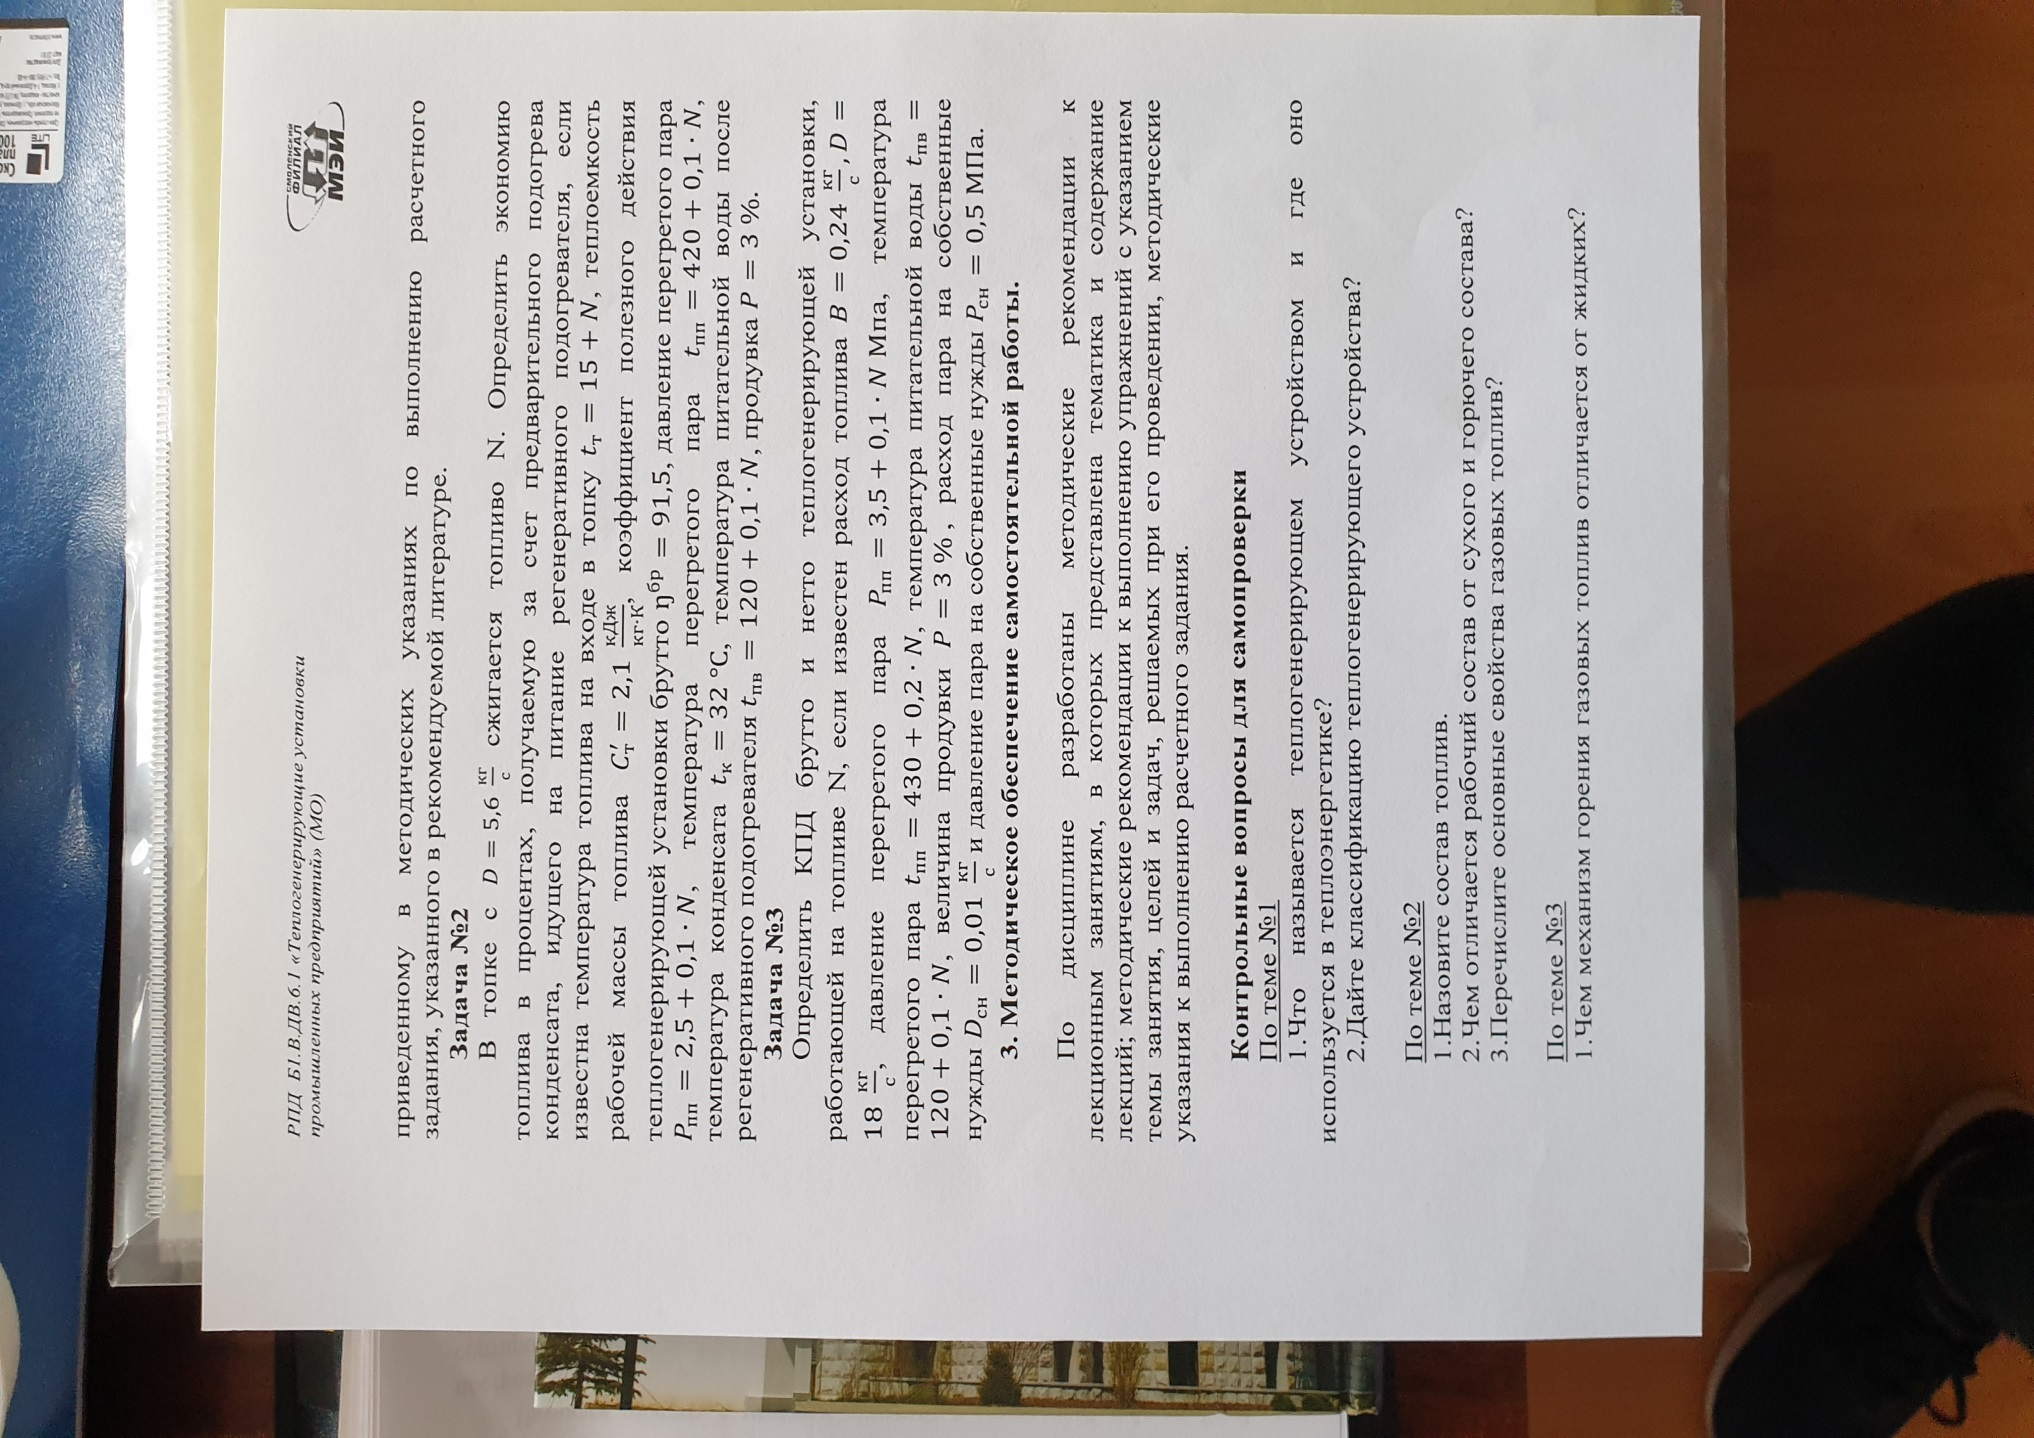 РПД Б1.В.ДВ.6.1 «Теплогенерирующие установки
промышленных предприятий» (МО)
СМОЛЕНСКИЙ
ФИЛИАЛ
МЭИ
приведенному в методических указаниях по выполнению расчетного
задания, указанного в рекомендуемой литературе.
Задача №2
В топке с D = 5,6 кг/с сжигается топливо N. Определить экономию
топлива в процентах, получаемую за счет предварительного подогрева
конденсата, идущего на питание регенеративного подогревателя, если
известна температура топлива на входе в топку tт = 15 + N, теплоемкость
рабочей массы топлива C′т = 2,1 кДж/кг·К, коэффициент полезного действия
теплогенерирующей установки брутто ηбр = 91,5, давление перегретого пара
Pпп = 2,5 + 0,1 · N, температура перегретого пара tпп = 420 + 0,1 · N,
температура конденсата tк = 32 °C, температура питательной воды после
регенеративного подогревателя tпв = 120 + 0,1 · N, продувка P = 3 %.
Задача №3
Определить КПД брутто и нетто теплогенерирующей установки,
работающей на топливе N, если известен расход топлива B = 0,24 кг/с, D =
18 кг/с, давление перегретого пара Pпп = 3,5 + 0,1 · N Мпа, температура
перегретого пара tпп = 430 + 0,2 · N, температура питательной воды tпв =
120 + 0,1 · N, величина продувки P = 3 % , расход пара на собственные
нужды Dсн = 0,01 кг/с и давление пара на собственные нужды Pсн = 0,5 МПа.
3. Методическое обеспечение самостоятельной работы.
По дисциплине разработаны методические рекомендации к
лекционным занятиям, в которых представлена тематика и содержание
лекций; методические рекомендации к выполнению упражнений с указанием
темы занятия, целей и задач, решаемых при его проведении, методические
указания к выполнению расчетного задания.
Контрольные вопросы для самопроверки
По теме №1
1.Что называется теплогенерирующем устройством и где оно
используется в теплоэнергетике?
2.Дайте классификацию теплогенерирующего устройства?
По теме №2
1.Назовите состав топлив.
2.Чем отличается рабочий состав от сухого и горючего состава?
3.Перечислите основные свойства газовых топлив?
По теме №3
1.Чем механизм горения газовых топлив отличается от жидких?